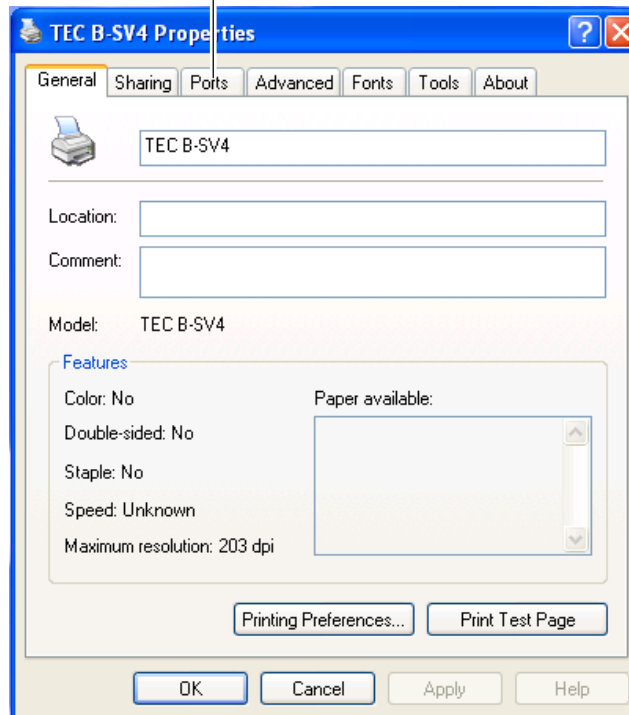 TEC B-SV4 Properties
General Sharing Ports Advanced Fonts Tools About
TEC B-SV4
Location:
Comment:
Model: TEC B-SV4
Features
Color: No Paper available:
Double-sided: No
Staple: No
Speed: Unknown
Maximum resolution: 203 dpi
Printing Preferences... Print Test Page
OK Cancel Apply Help